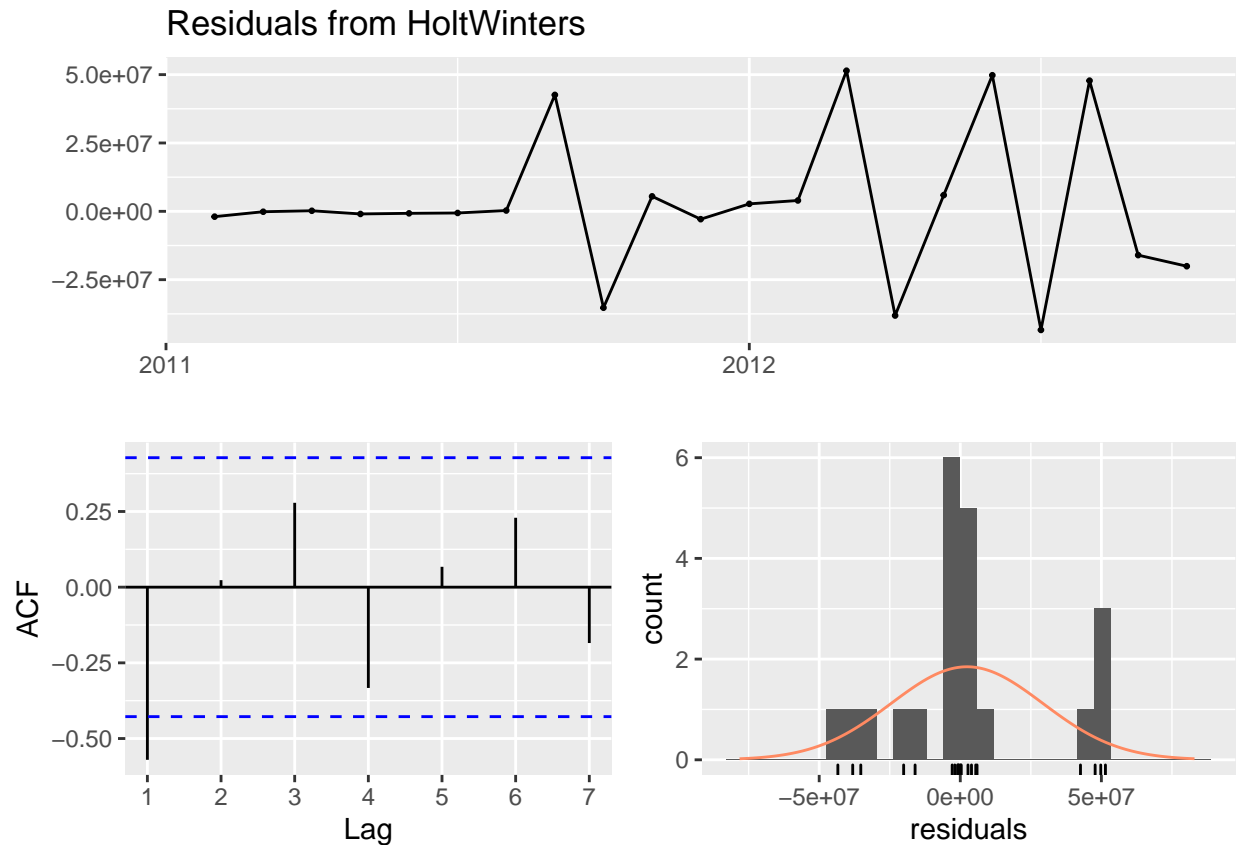 Residuals from HoltWinters
5.0e+07
2.5e+07
0.0e+00
−2.5e+07
2011 2012
ACF
0.25
0.00
−0.25
−0.50
1 2 3 4 5 6 7
Lag
count
6
4
2
0
−5e+07 0e+00 5e+07
residuals